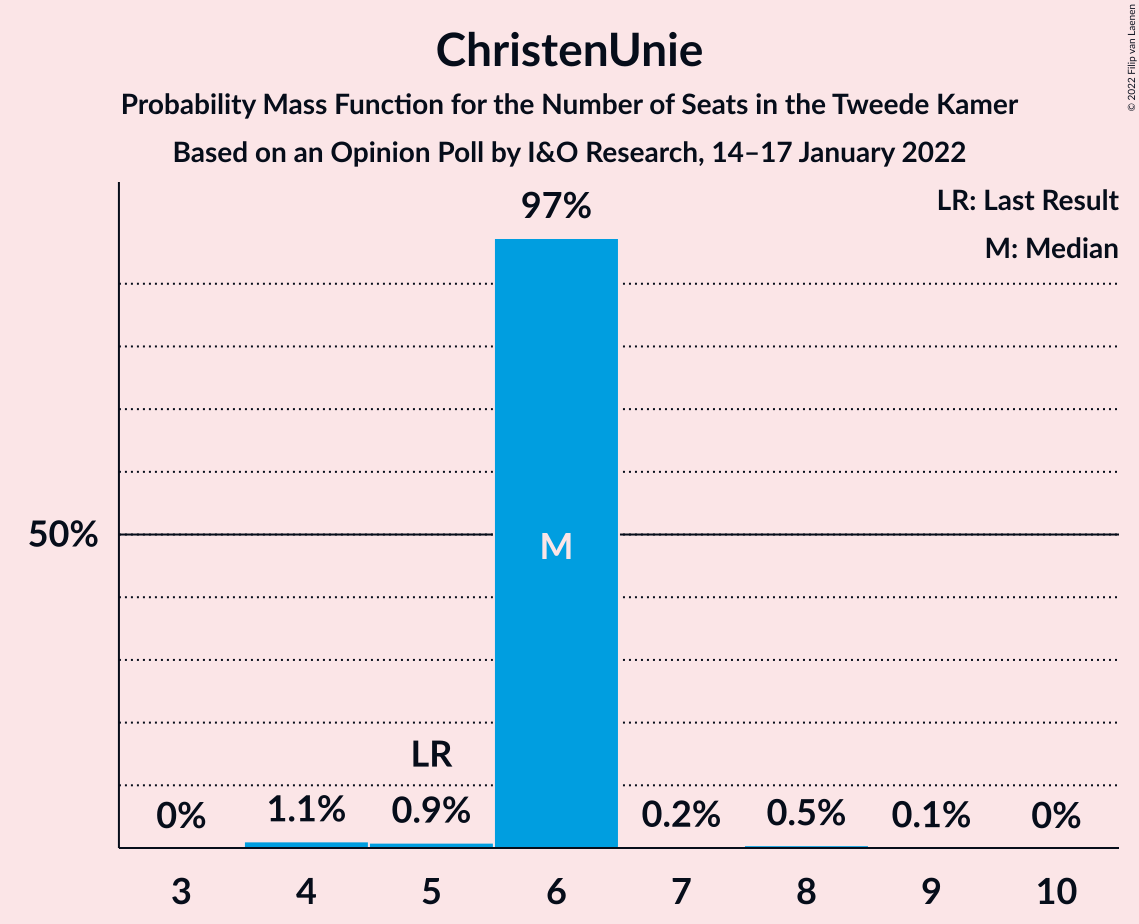 ChristenUnie
Probability Mass Function for the Number of Seats in the Tweede Kamer
Based on an Opinion Poll by I&O Research, 14–17 January 2022
© 2022 Filip van Laenen
LR: Last Result
M: Median
97%
50%
M
LR
0%
1.1%
0.9%
0.2%
0.5%
0.1%
0%
3
4
5
6
7
8
9
10